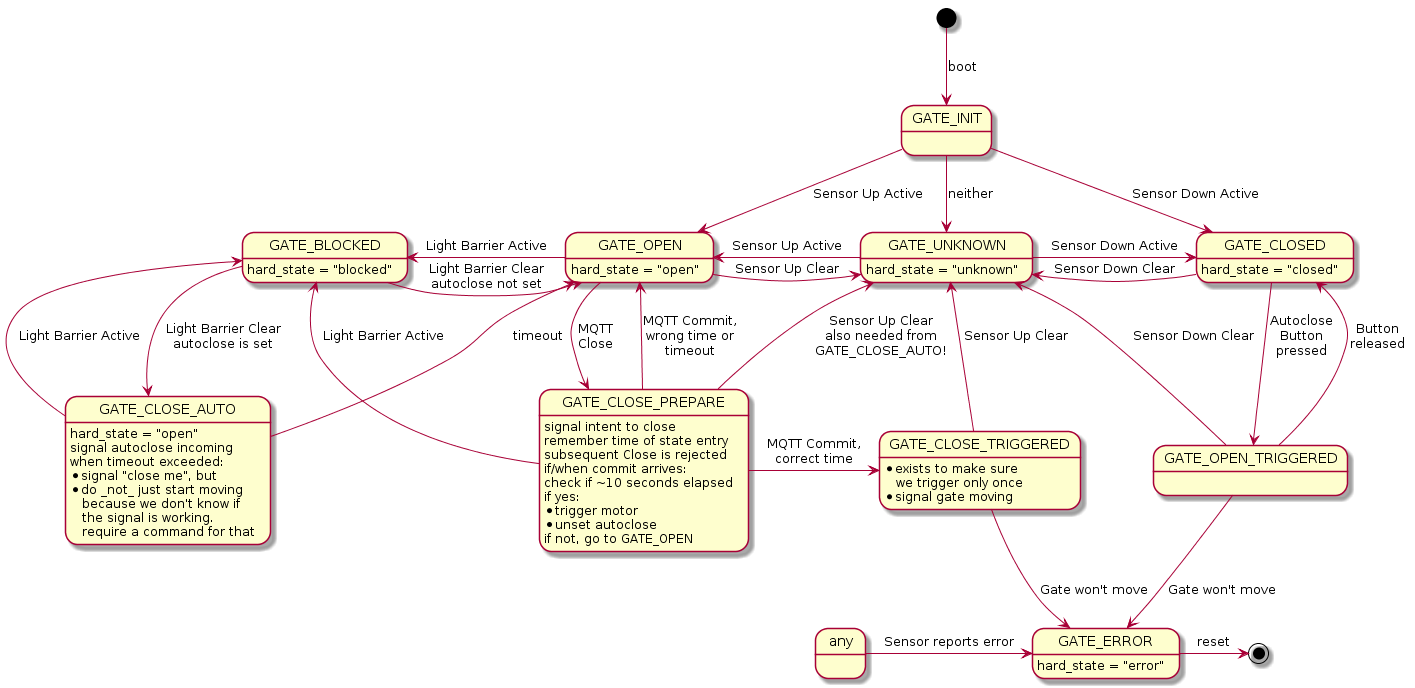 boot
GATE_INIT
Sensor Up Active
neither
Sensor Down Active
GATE_BLOCKED
hard_state = "blocked"
Light Barrier Active
Light Barrier Clear
autoclose not set
GATE_OPEN
hard_state = "open"
Sensor Up Active
Sensor Up Clear
GATE_UNKNOWN
hard_state = "unknown"
Sensor Down Active
Sensor Down Clear
GATE_CLOSED
hard_state = "closed"
Light Barrier Active
Light Barrier Clear
autoclose is set
Light Barrier Active
timeout
MQTT
Close
MQTT Commit,
wrong time or
timeout
Sensor Up Clear
also needed from
GATE_CLOSE_AUTO!
Sensor Up Clear
Sensor Down Clear
Autoclose
Button
pressed
Button
released
GATE_CLOSE_AUTO
hard_state = "open"
signal autoclose incoming
when timeout exceeded:
• signal "close me", but
• do _not_ just start moving
because we don't know if
the signal is working.
require a command for that
GATE_CLOSE_PREPARE
signal intent to close
remember time of state entry
subsequent Close is rejected
if/when commit arrives:
check if ~10 seconds elapsed
if yes:
• trigger motor
• unset autoclose
if not, go to GATE_OPEN
MQTT Commit,
correct time
GATE_CLOSE_TRIGGERED
• exists to make sure
we trigger only once
• signal gate moving
GATE_OPEN_TRIGGERED
Gate won't move
Gate won't move
any
Sensor reports error
GATE_ERROR
hard_state = "error"
reset